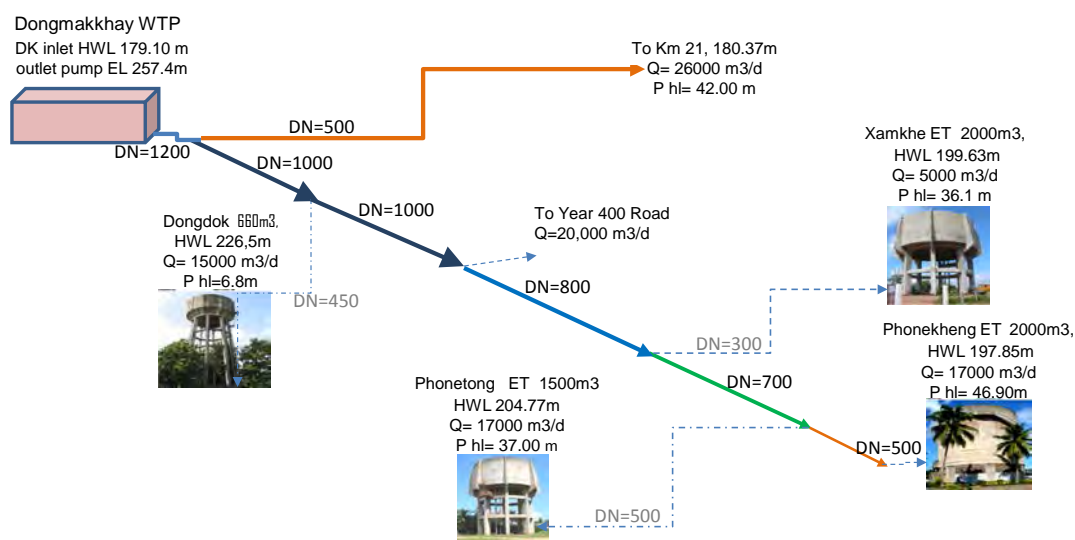 Dongmakkhay WTP
DK inlet HWL 179.10 m
outlet pump EL 257.4m
To Km 21, 180.37m
Q= 26000 m3/d
P hl= 42.00 m
DN=500
DN=1200
DN=1000
Xamkhe ET 2000m3,
HWL 199.63m
Q= 5000 m3/d
P hl= 36.1 m
DN=1000
To Year 400 Road
Q=20,000 m3/d
Dongdok 660m3,
HWL 226,5m
Q= 15000 m3/d
P hl=6.8m
DN=450
DN=800
DN=300
Phonekheng ET 2000m3,
HWL 197.85m
Q= 17000 m3/d
P hl= 46.90m
DN=700
Phonetong ET 1500m3
HWL 204.77m
Q= 17000 m3/d
P hl= 37.00 m
DN=500
DN=500